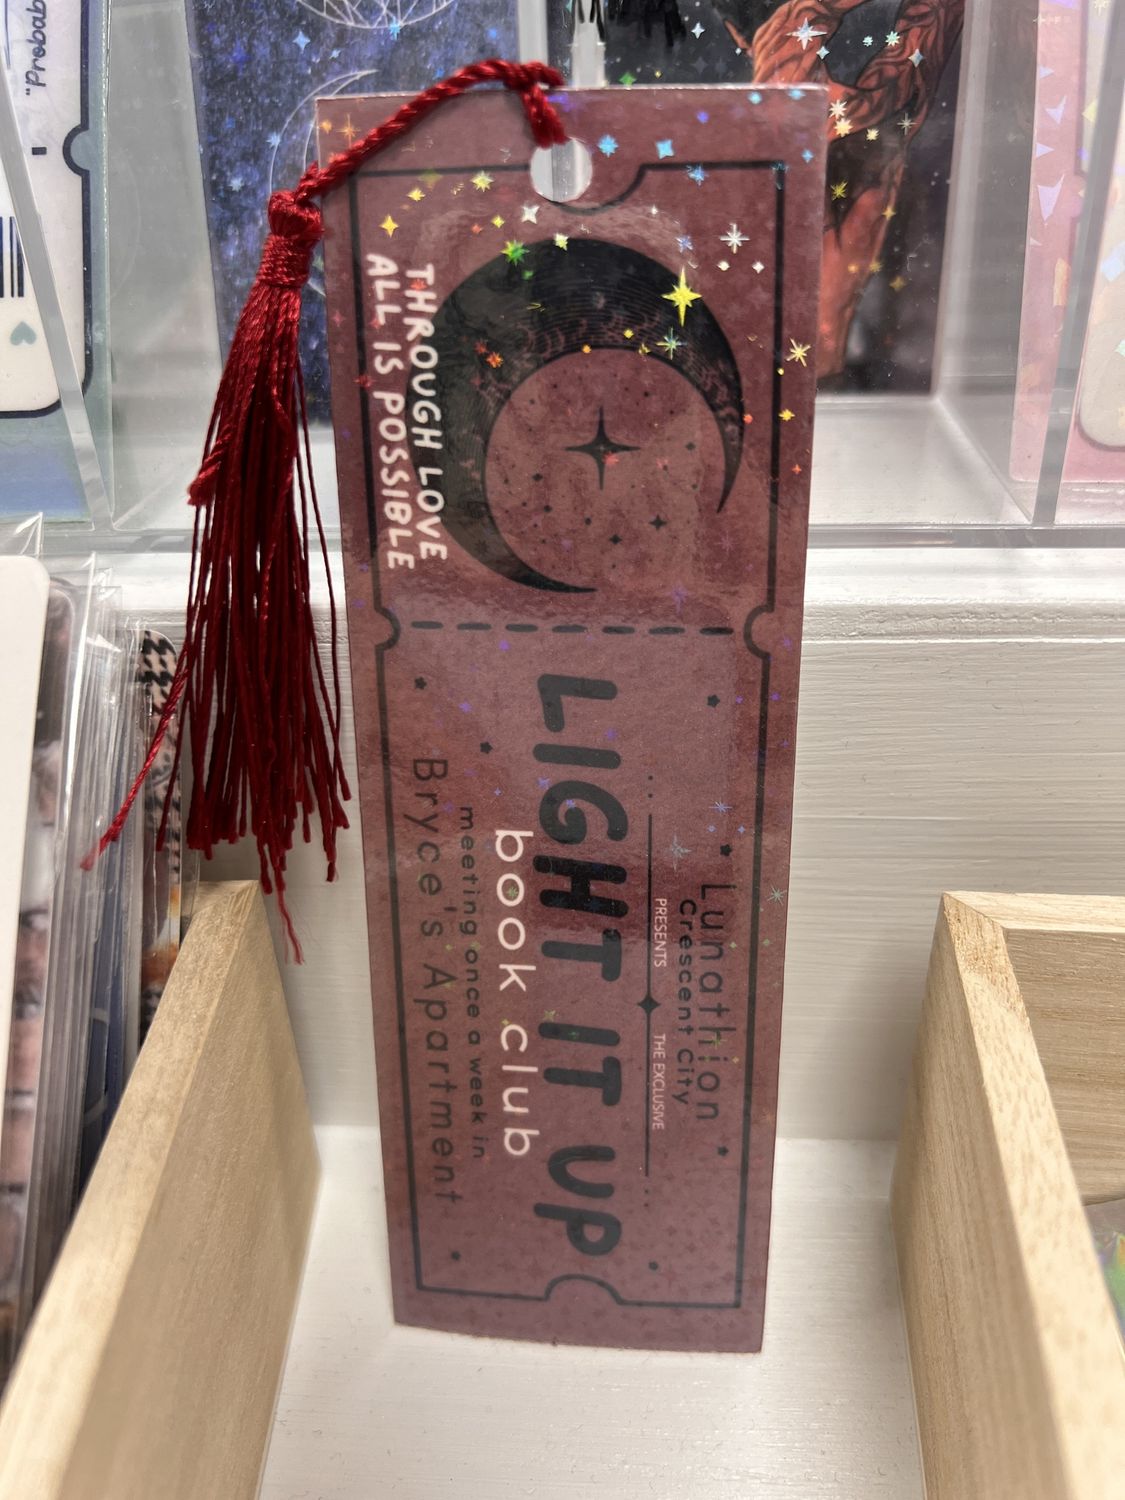 "Probab
THROUGH LOVE
ALL IS POSSIBLE
Lunathion
Crescent City
PRESENTS THE EXCLUSIVE
LIGHT IT UP
book club
meeting once a week in
Bryce's Apartment